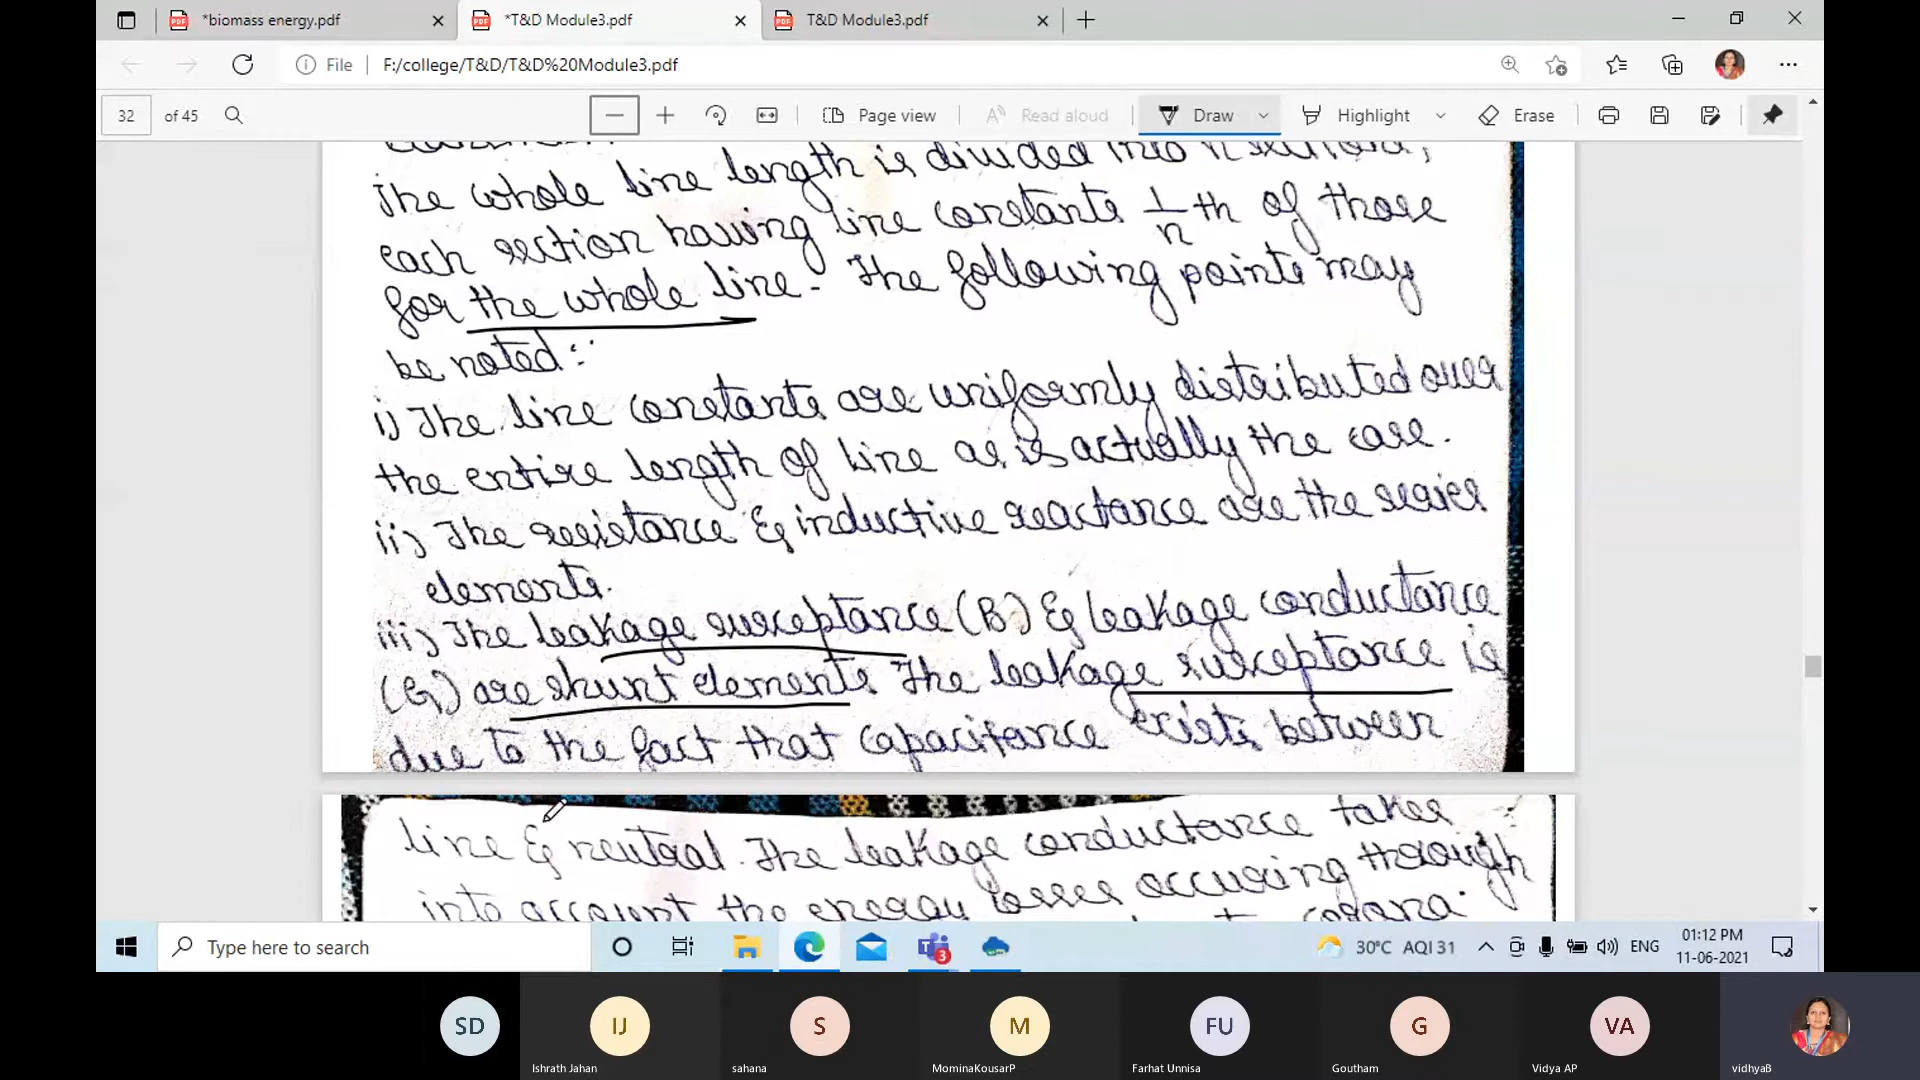 *biomass energy.pdf
*T&D Module3.pdf
T&D Module3.pdf
File
F:/college/T&D/T&D%20Module3.pdf
32 of 45
Page view
Read aloud
Draw
Highlight
Erase
The whole line length is divided into n sections,
each section having line constants 1/n th of those
for the whole line. The following points may
be noted:
i) The line constants are uniformly distributed over
the entire length of line as is actually the case.
ii) The resistance & inductive reactance are the series
elements.
iii) The leakage susceptance (B) & leakage conductance
(G) are shunt elements. The leakage susceptance is
due to the fact that capacitance exists between
line & neutral. The leakage conductance takes
into account the energy losses occuring through
corona
Type here to search
3
30°C AQI 31
ENG
01:12 PM
11-06-2021
SD
IJ
S
M
FU
G
VA
Ishrath Jahan
sahana
MominaKousarP
Farhat Unnisa
Goutham
Vidya AP
vidhyaB